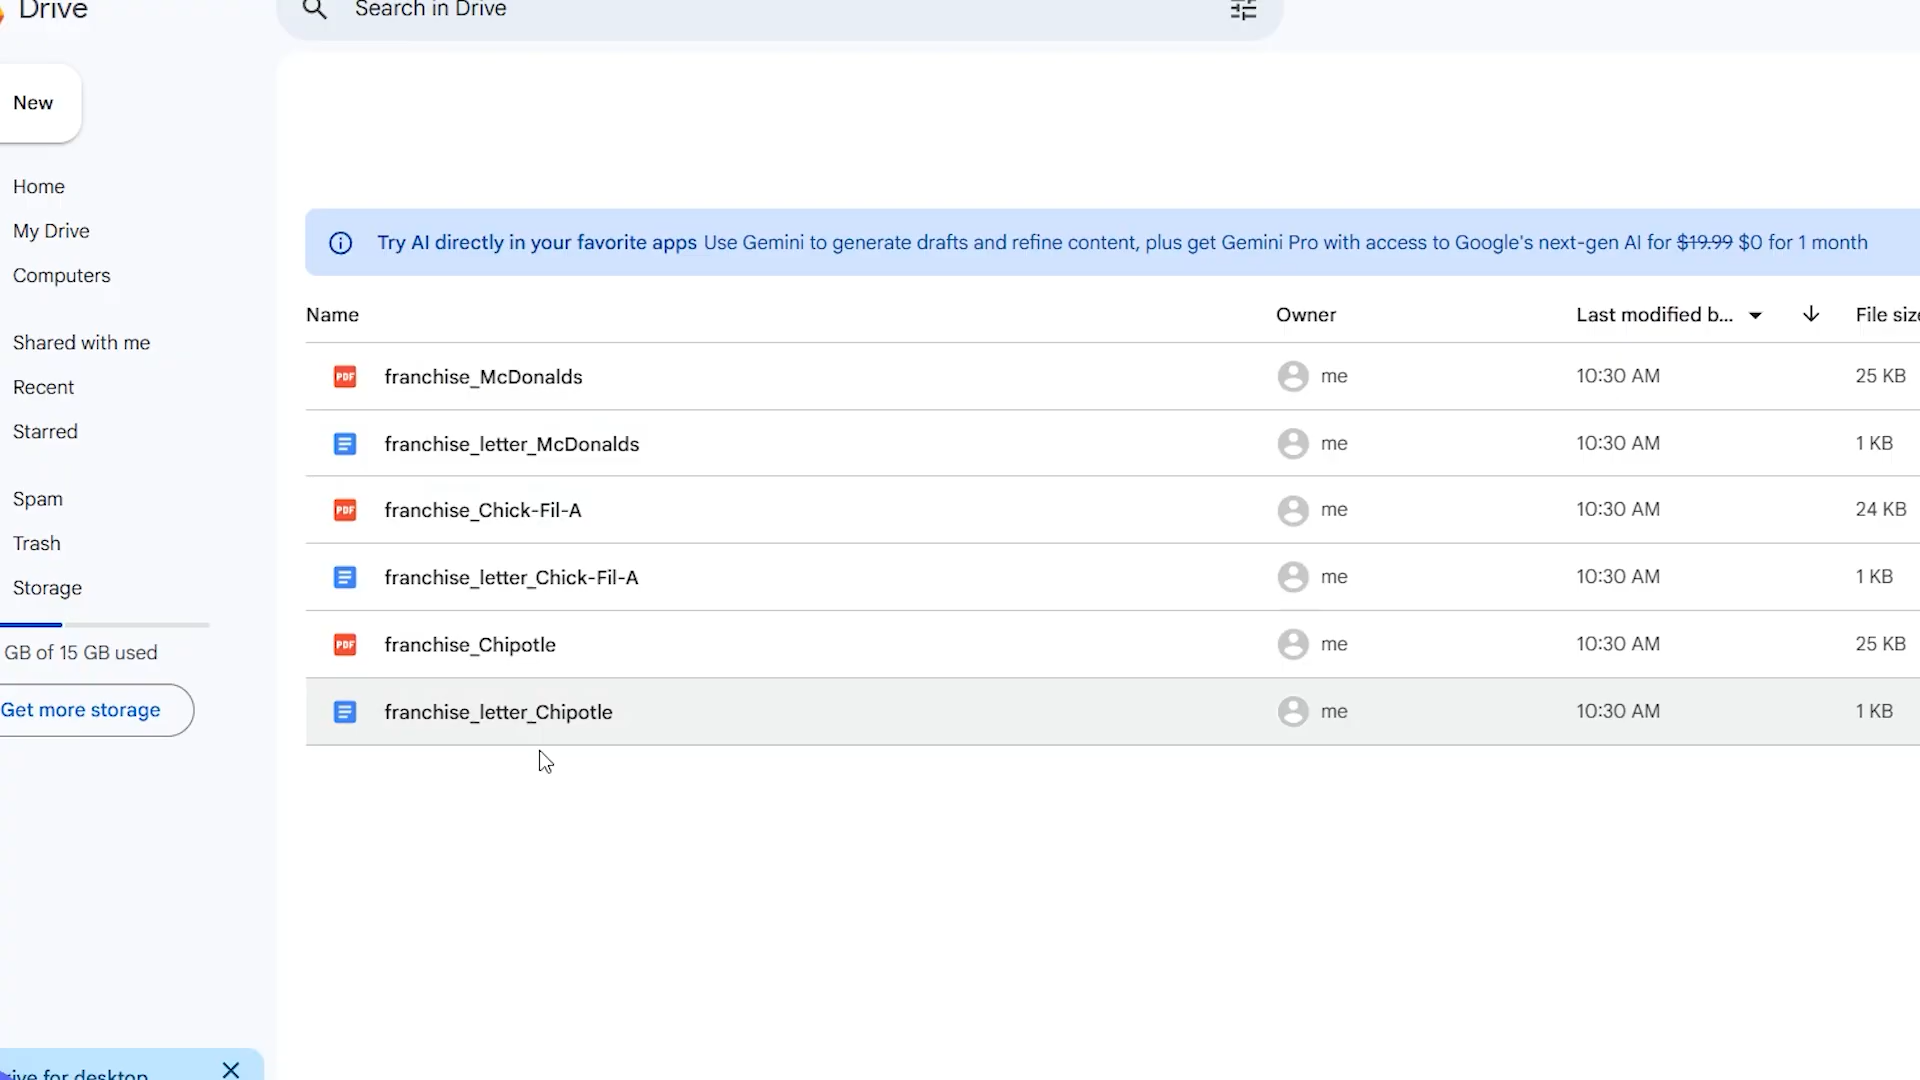 Drive
Search in Drive
New
Home
My Drive
Computers
Shared with me
Recent
Starred
Spam
Trash
Storage
GB of 15 GB used
Get more storage
Try AI directly in your favorite apps Use Gemini to generate drafts and refine content, plus get Gemini Pro with access to Google's next-gen AI for $19.99 $0 for 1 month
Name Owner Last modified b... File size
PDF franchise_McDonalds me 10:30 AM 25 KB
franchise_letter_McDonalds me 10:30 AM 1 KB
PDF franchise_Chick-Fil-A me 10:30 AM 24 KB
franchise_letter_Chick-Fil-A me 10:30 AM 1 KB
PDF franchise_Chipotle me 10:30 AM 25 KB
franchise_letter_Chipotle me 10:30 AM 1 KB
for desktop